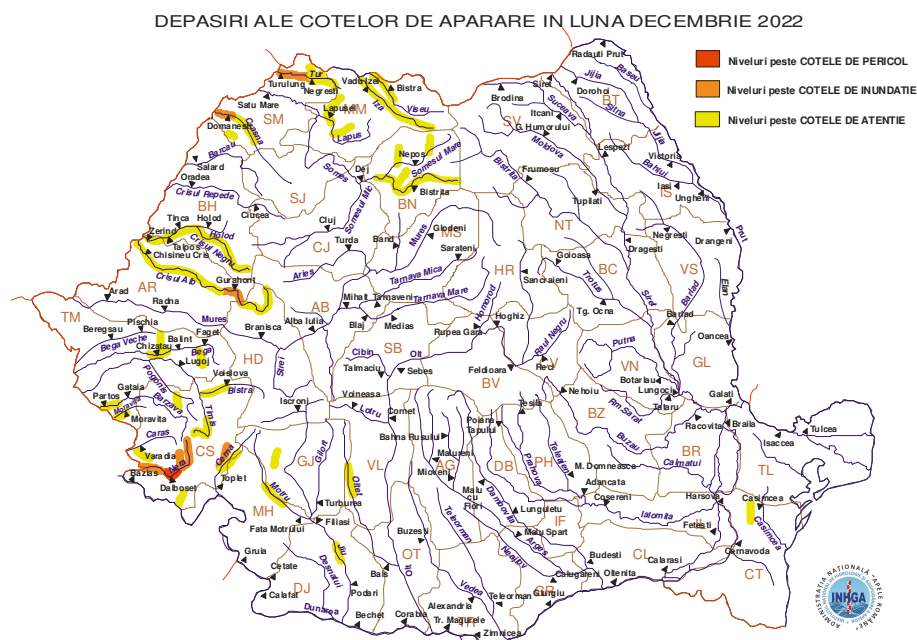 DEPASIRI ALE COTELOR DE APARARE IN LUNA DECEMBRIE 2022
Niveluri peste COTELE DE PERICOL
Niveluri peste COTELE DE INUNDATIE
Niveluri peste COTELE DE ATENTIE
Radauti Prut
Tur
Turulung
Negresti
Vadu Izei
Bistra
Siret
Jijia
Baseu
Dorohoi
BT
Satu Mare
SM
Lapusel
MM
Iza
Viseu
Brodina
Suceava
Sitna
Domanesti
Crasna
Lapus
SV
Itcani
G. Humorului
Jijia
Barcau
Nepos
Somesul Mare
Moldova
Lespezi
Victoria
Bahlui
Salard
Oradea
Somes
Dej
Bistrita
Frumosu
Iasi
IS
Ungheni
Crisul Repede
BH
SJ
Somesul Mic
BN
Bistrita
Tupilati
Ciucea
Tinca
Holod
Zerind
Holod
Cluj
Turda
CJ
Band
Mures
Glodeni
MS
NT
Negresti
Drangeni
Prut
Talpos
Chisineu Cris
Crisul Negru
Sarateni
Goioasa
Dragesti
Crisul Alb
Gurahont
Aries
Tarnava Mica
HR
Sancraieni
BC
Trotus
VS
Elan
AR
Arad
Radna
AB
Mihalt
Tarnaveni
Tarnava Mare
Homorod
Siret
Barlad
TM
Mures
Blaj
Medias
Hoghiz
Tg. Ocna
Barlad
Beregsau
Pischia
Branisca
Alba Iulia
Rupea Gara
Raul Negru
Oancea
Bega Veche
Chizatau
Balint
Faget
Bega
Lugoj
HD
Strei
SB
Cibin
Olt
Putna
VN
GL
Talmaciu
Sebes
Feldioara
Reci
CV
Botarlau
Lungoci
Gataia
Pogonis
Voislova
Bistra
BV
Nehoiu
Tataru
Galati
Partos
Moravita
Barzava
Timis
Iscroni
Voineasa
Lotru
Cornet
Tesila
BZ
Rm Sarat
Racovita
Braila
Moravita
Poiana Tapului
Tulcea
Caras
CS
Bahna Rusului
Buzau
Isaccea
Varadia
Nera
Cerna
Gilort
GJ
Malureni
AG
DB
PH
Teleajen
Prahova
BR
Calmatui
TL
Bazias
Dalboset
Toplet
VL
Oltet
Mioveni
M. Domneasca
Adancata
Motru
MH
Turburea
Malu cu Flori
Dambovita
Lunguletu
Cosereni
Harsova
Casimcea
Fata Motrului
Filiasi
Buzesti
Teleorman
IF
Ialomita
IL
Fetesti
Casimcea
Gruia
Jiu
OT
Malu Spart
Arges
Neajlov
Budesti
CL
Calarasi
Cernavoda
Cetate
Desnatui
Bals
Olt
Calugareni
Oltenita
CT
Calafat
DJ
Podari
Vedea
Teleorman
GR
Giurgiu
Dunarea
Bechet
Corabia
Alexandria
Tr. Magurele
TR
Zimnicea
INHGA